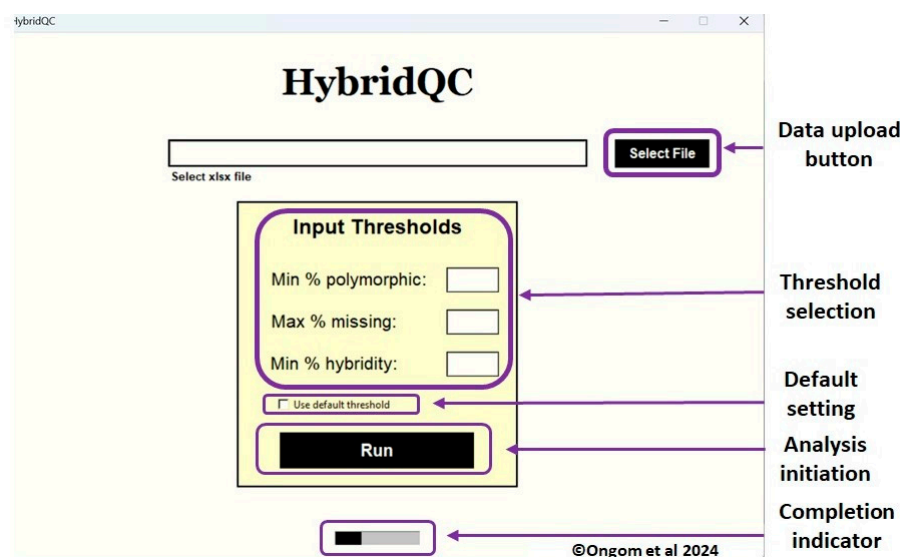 HybridQC
HybridQC
Select File
Select xlsx file
Data upload
button
Input Thresholds
Min % polymorphic:
Max % missing:
Min % hybridity:
Threshold
selection
Use default threshold
Default
setting
Run
Analysis
initiation
Completion
indicator
©Ongom et al 2024